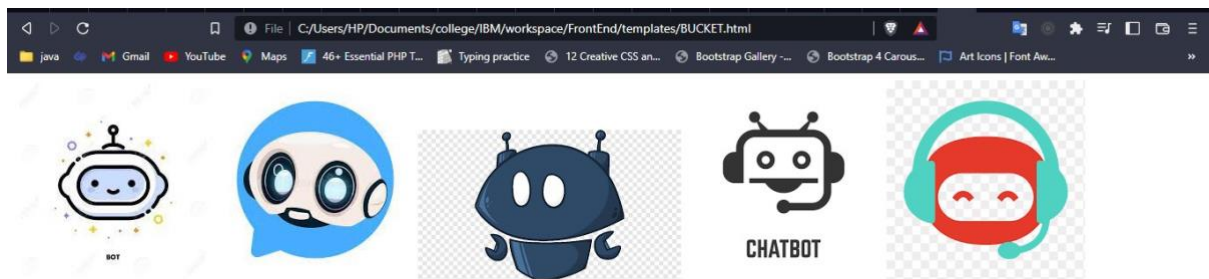 File C:/Users/HP/Documents/college/IBM/workspace/FrontEnd/templates/BUCKET.html
java Gmail YouTube Maps 46+ Essential PHP T... Typing practice 12 Creative CSS an... Bootstrap Gallery -... Bootstrap 4 Carous... Art Icons | Font Aw... »
BOT
CHATBOT